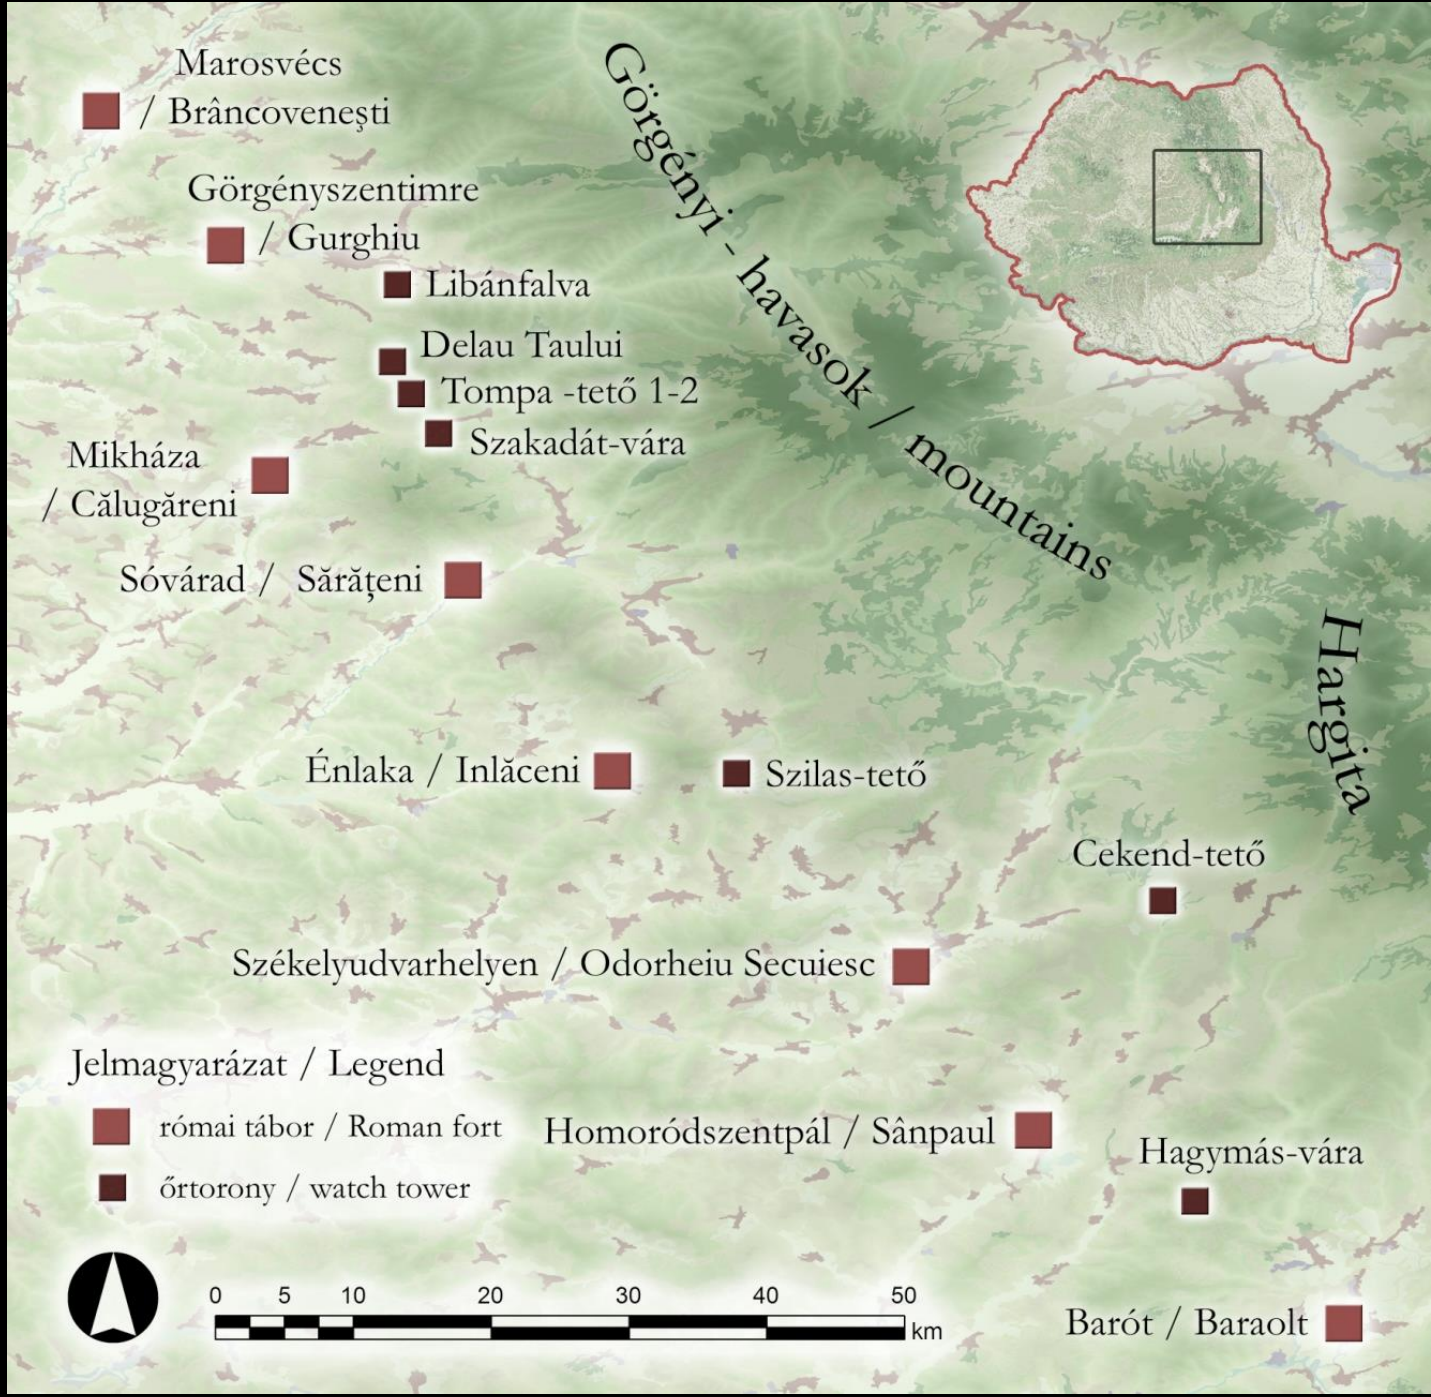 Marosvécs
/ Brâncoveneşti
Görgényszentimre
/ Gurghiu
Görgényi - havasok / mountains
Libánfalva
Delau Taului
Tompa -tető 1-2
Szakadát-vára
Mikháza
/ Călugăreni
Sóvárad / Sărăţeni
Hargita
Énlaka / Inlăceni
Szilas-tető
Cekend-tető
Székelyudvarhelyen / Odorheiu Secuiesc
Jelmagyarázat / Legend
római tábor / Roman fort
őrtorony / watch tower
Homoródszentpál / Sânpaul
Hagymás-vára
0 5 10 20 30 40 50
km
Barót / Baraolt